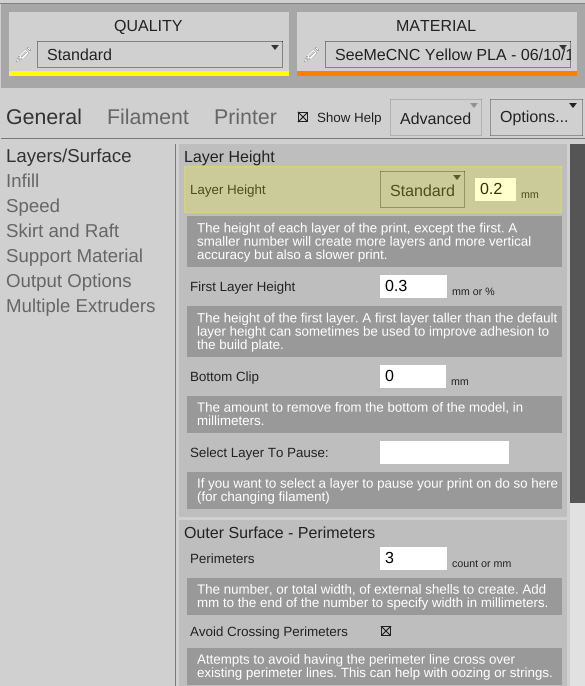 QUALITY
MATERIAL
Standard
SeeMeCNC Yellow PLA - 06/10/1
General
Filament
Printer
Show Help
Advanced
Options...
Layers/Surface
Infill
Speed
Skirt and Raft
Support Material
Output Options
Multiple Extruders
Layer Height
Layer Height
Standard
0.2
mm
The height of each layer of the print, except the first. A
smaller number will create more layers and more vertical
accuracy but also a slower print.
First Layer Height
0.3
mm or %
The height of the first layer. A first layer taller than the default
layer height can sometimes be used to improve adhesion to
the build plate.
Bottom Clip
0
mm
The amount to remove from the bottom of the model, in
millimeters.
Select Layer To Pause:
If you want to select a layer to pause your print on do so here
(for changing filament)
Outer Surface - Perimeters
Perimeters
3
count or mm
The number, or total width, of external shells to create. Add
mm to the end of the number to specify width in millimeters.
Avoid Crossing Perimeters
Attempts to avoid having the perimeter line cross over
existing perimeter lines. This can help with oozing or strings.